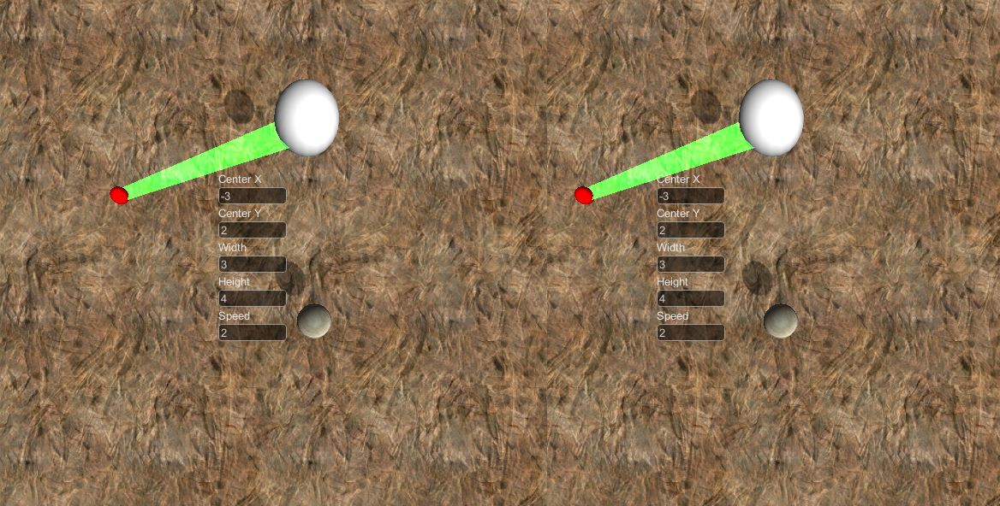 Center X
-3
Center Y
2
Width
3
Height
4
Speed
2
Center X
-3
Center Y
2
Width
3
Height
4
Speed
2